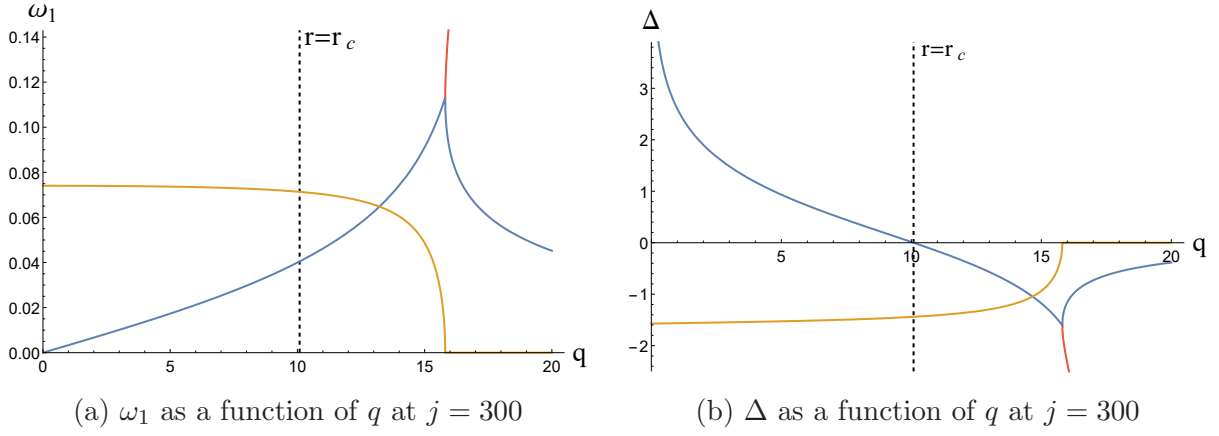 ω₁
0.14
0.12
0.10
0.08
0.06
0.04
0.02
0.00
0
5
10
15
20
q
r=r c
(a) ω₁ as a function of q at j = 300
Δ
3
2
1
0
−1
−2
5
10
15
20
q
r=r c
(b) Δ as a function of q at j = 300